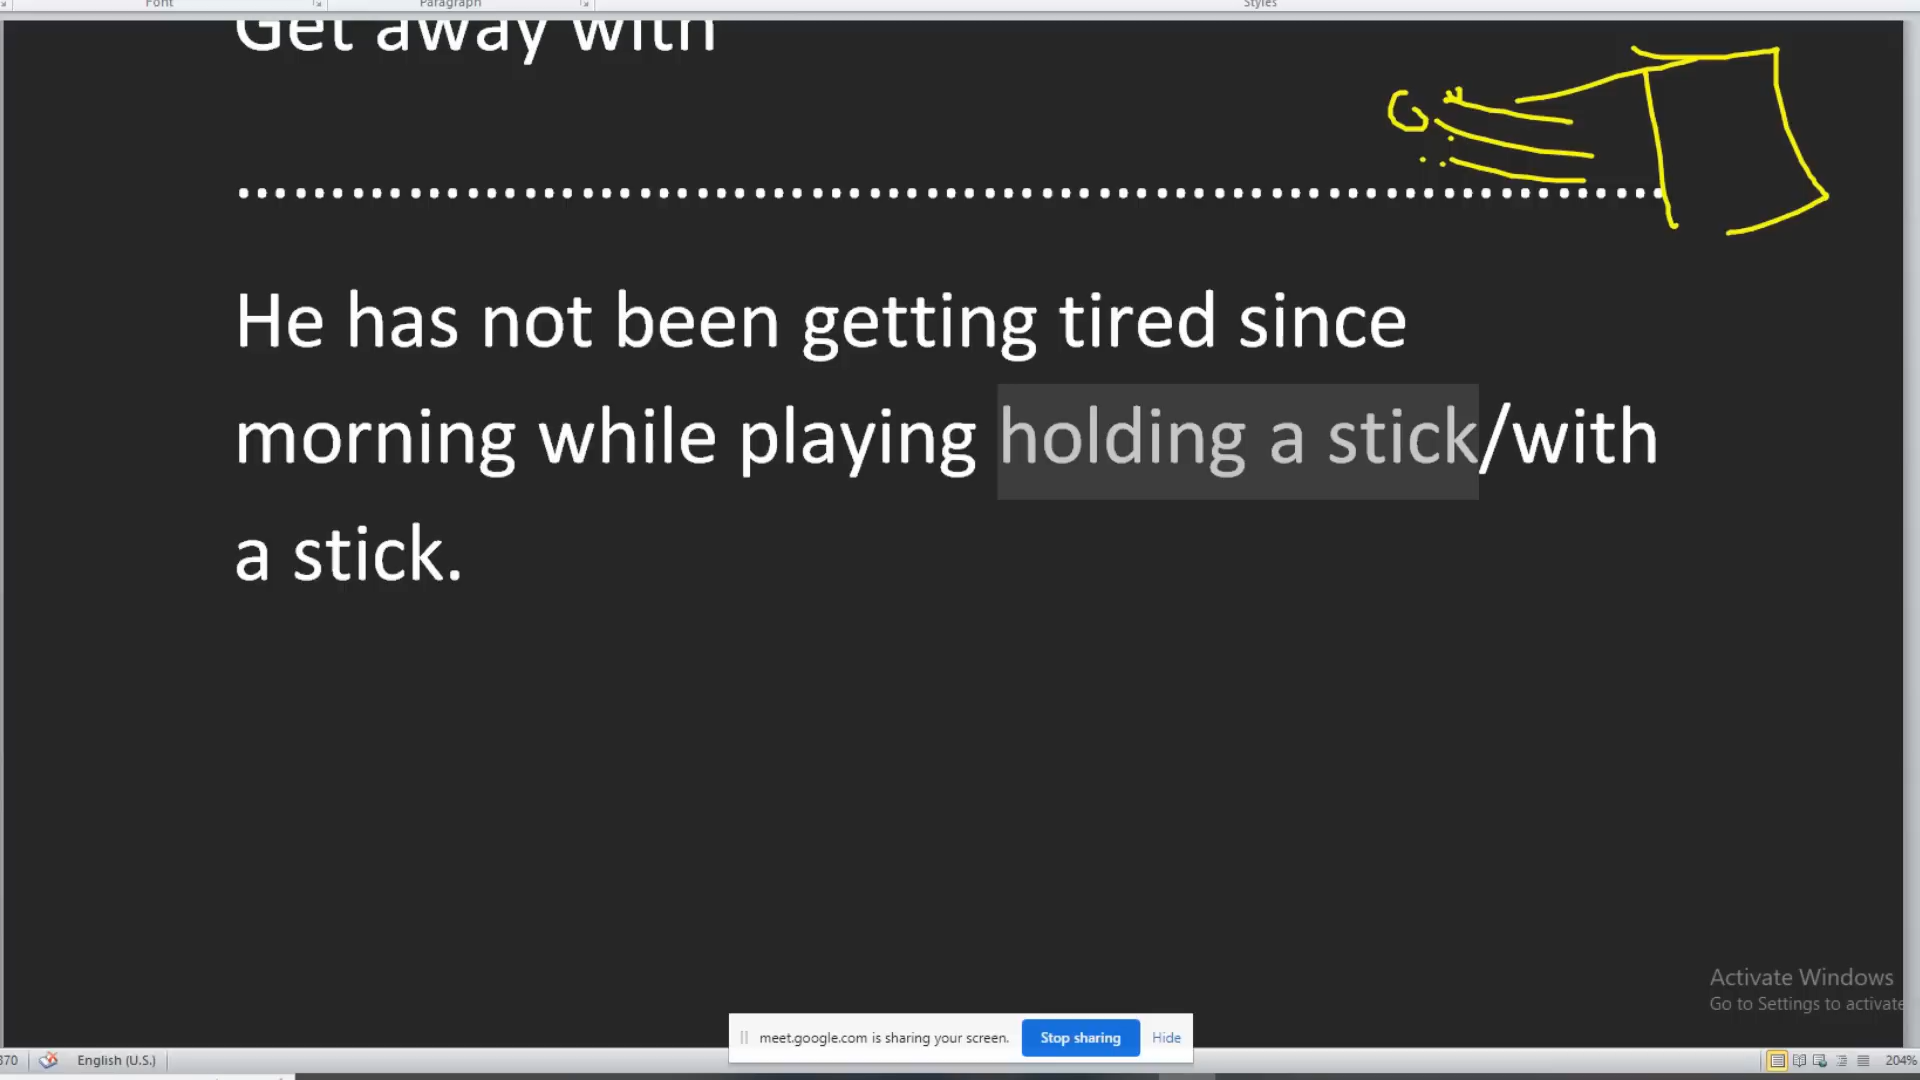 Font Paragraph Styles
Get away with
He has not been getting tired since
morning while playing holding a stick/with
a stick.
Activate Windows
Go to Settings to activate
meet.google.com is sharing your screen. Stop sharing Hide
370 English (U.S.) 204%